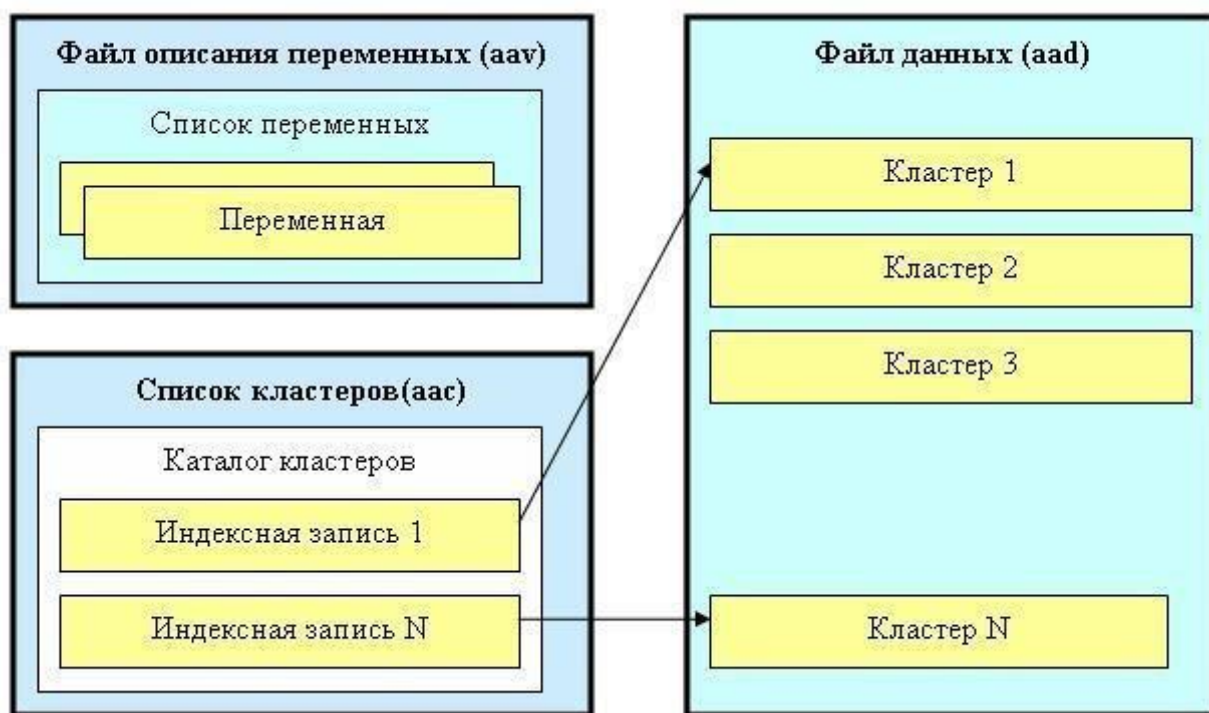 Файл описания переменных (aav)
Список переменных
Переменная
Список кластеров(aac)
Каталог кластеров
Индексная запись 1
Индексная запись N
Файл данных (aad)
Кластер 1
Кластер 2
Кластер 3
Кластер N